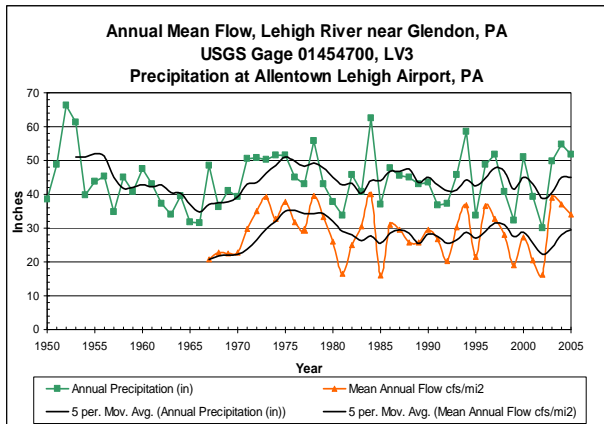 Annual Mean Flow, Lehigh River near Glendon, PA
USGS Gage 01454700, LV3
Precipitation at Allentown Lehigh Airport, PA
70
60
50
40
30
20
10
0
Inches
1950 1955 1960 1965 1970 1975 1980 1985 1990 1995 2000 2005
Year
Annual Precipitation (in) Mean Annual Flow cfs/mi2
5 per. Mov. Avg. (Annual Precipitation (in)) 5 per. Mov. Avg. (Mean Annual Flow cfs/mi2)